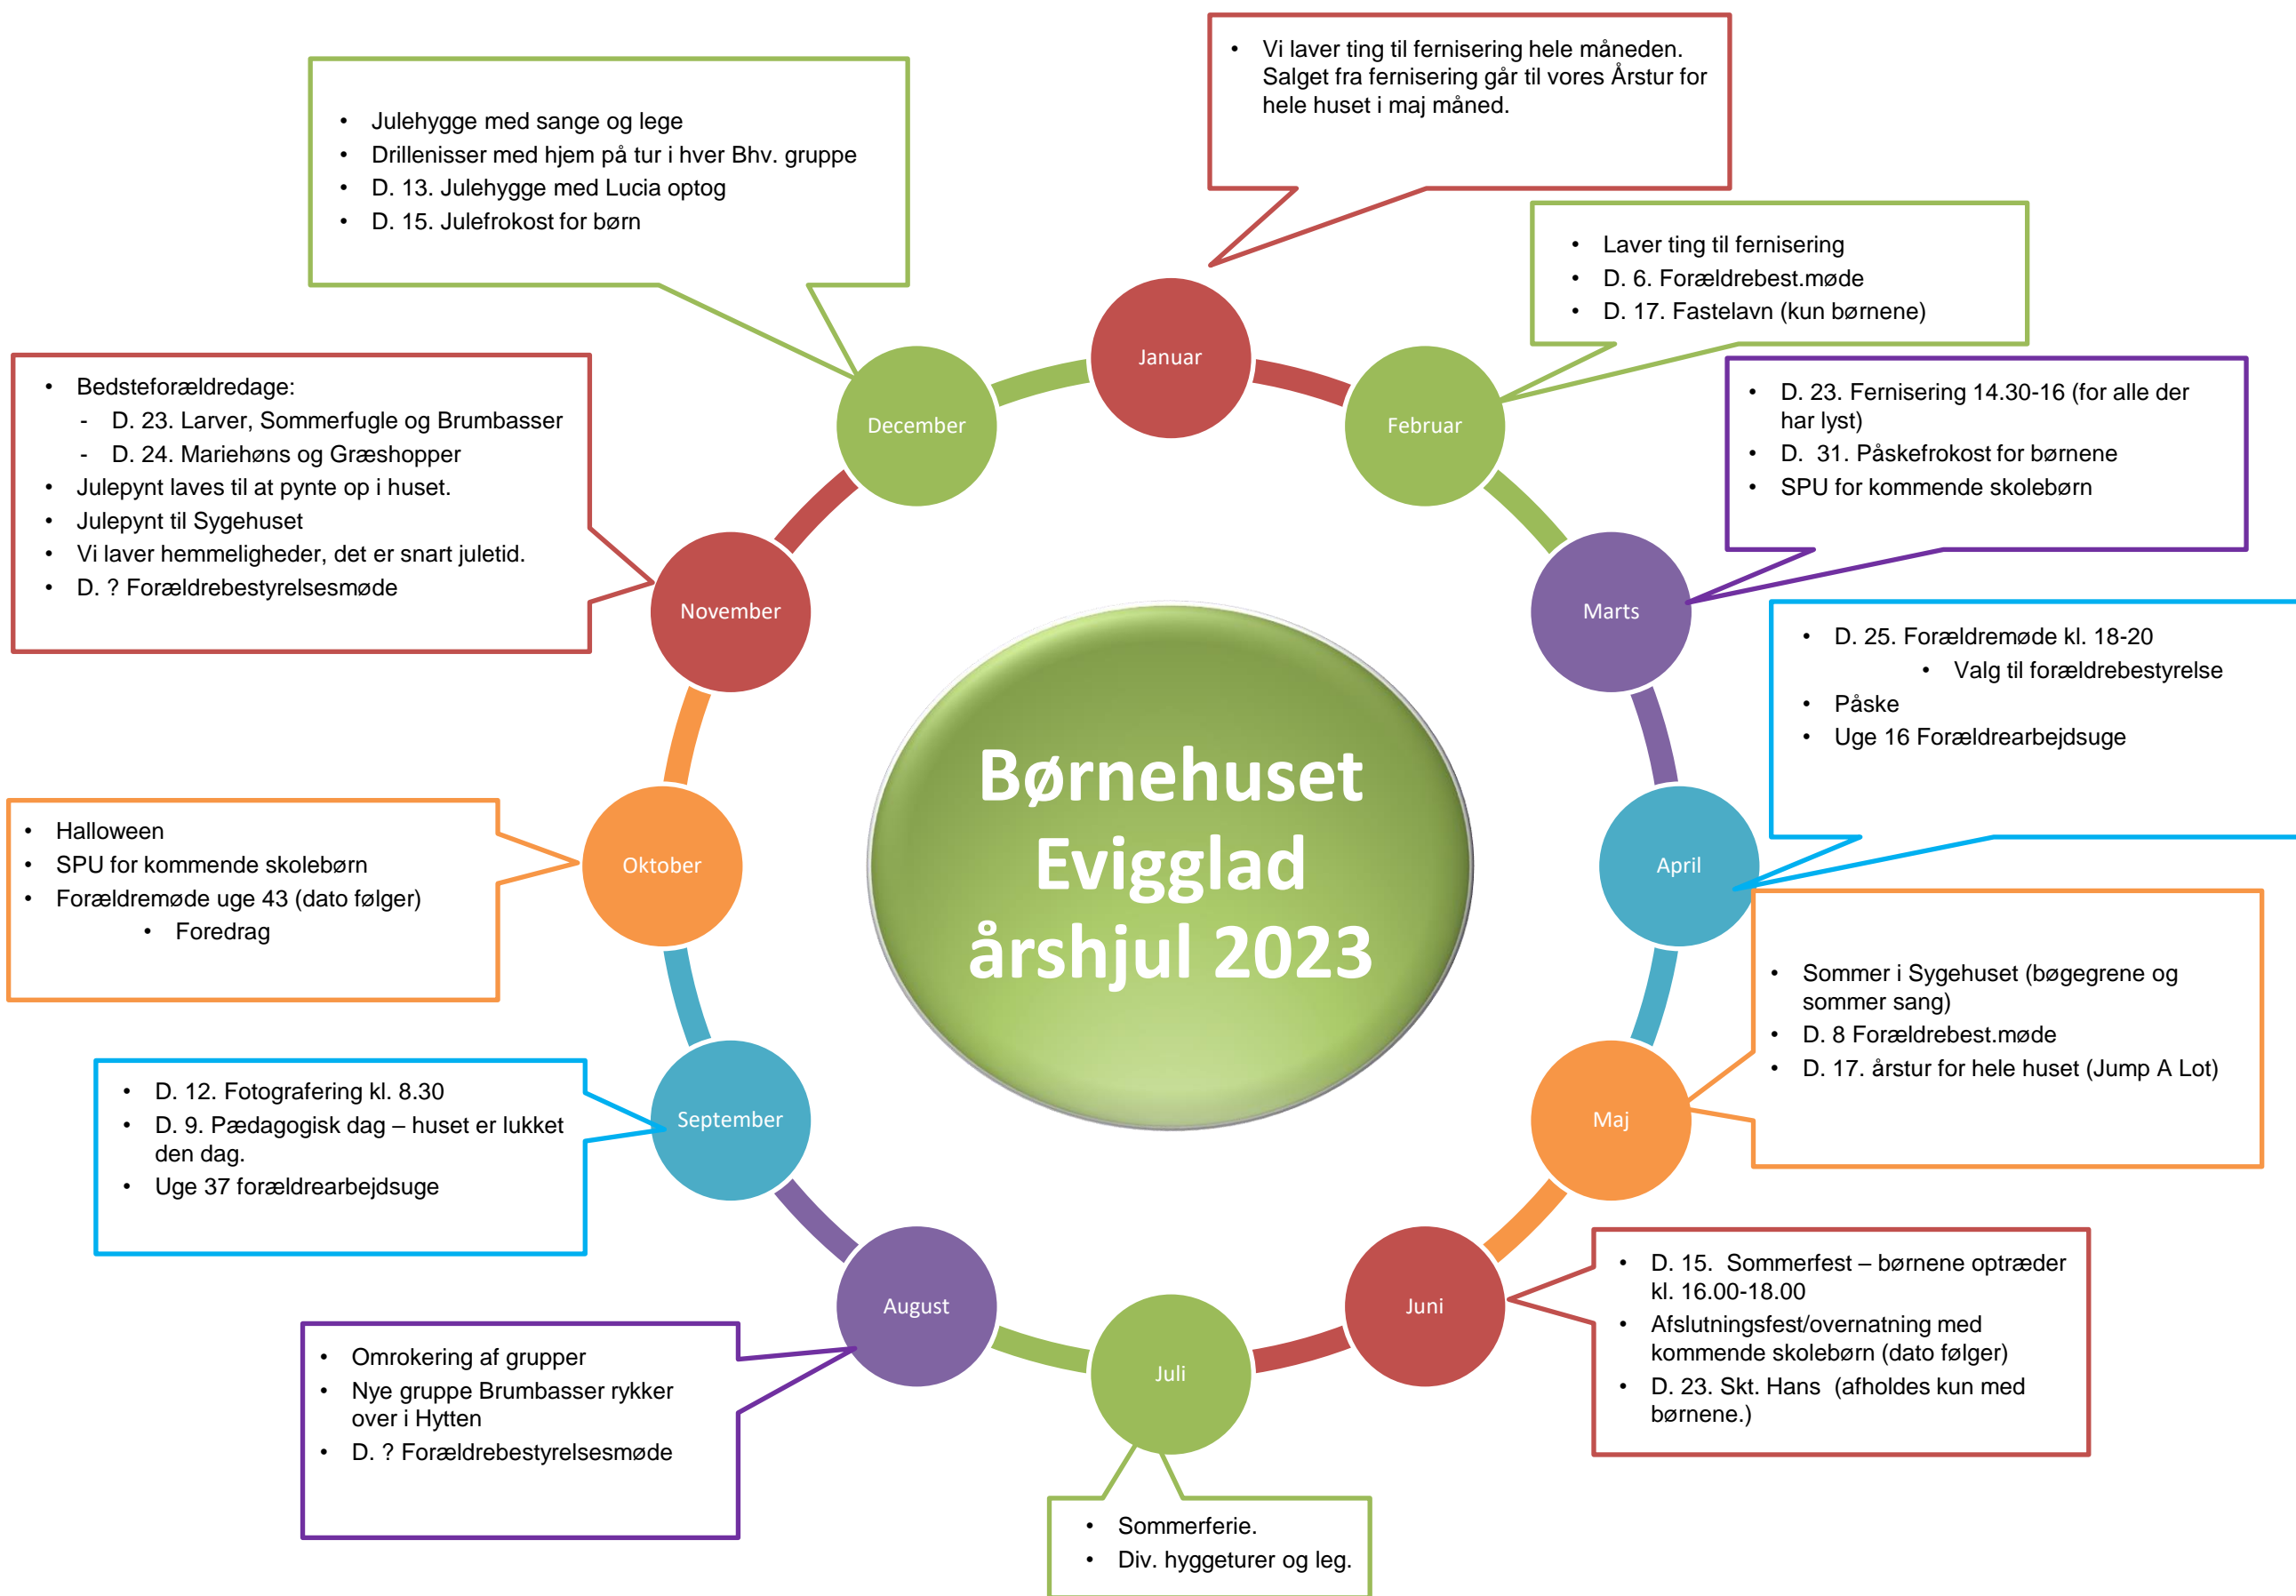 Børnehuset
Evigglad
årshjul 2023
Januar
• Vi laver ting til fernisering hele måneden.
Salget fra fernisering går til vores Årstur for
hele huset i maj måned.
Februar
• Laver ting til fernisering
• D. 6. Forældrebest.møde
• D. 17. Fastelavn (kun børnene)
Marts
• D. 23. Fernisering 14.30-16 (for alle der
har lyst)
• D. 31. Påskefrokost for børnene
• SPU for kommende skolebørn
April
• D. 25. Forældremøde kl. 18-20
• Valg til forældrebestyrelse
• Påske
• Uge 16 Forældrearbejdsuge
Maj
• Sommer i Sygehuset (bøgegrene og
sommer sang)
• D. 8 Forældrebest.møde
• D. 17. årstur for hele huset (Jump A Lot)
Juni
• D. 15. Sommerfest – børnene optræder
kl. 16.00-18.00
• Afslutningsfest/overnatning med
kommende skolebørn (dato følger)
• D. 23. Skt. Hans (afholdes kun med
børnene.)
Juli
• Sommerferie.
• Div. hyggeturer og leg.
August
• Omrokering af grupper
• Nye gruppe Brumbasser rykker
over i Hytten
• D. ? Forældrebestyrelsesmøde
September
• D. 12. Fotografering kl. 8.30
• D. 9. Pædagogisk dag – huset er lukket
den dag.
• Uge 37 forældrearbejdsuge
Oktober
• Halloween
• SPU for kommende skolebørn
• Forældremøde uge 43 (dato følger)
• Foredrag
November
• Bedsteforældredage:
- D. 23. Larver, Sommerfugle og Brumbasser
- D. 24. Mariehøns og Græshopper
• Julepynt laves til at pynte op i huset.
• Julepynt til Sygehuset
• Vi laver hemmeligheder, det er snart juletid.
• D. ? Forældrebestyrelsesmøde
December
• Julehygge med sange og lege
• Drillenisser med hjem på tur i hver Bhv. gruppe
• D. 13. Julehygge med Lucia optog
• D. 15. Julefrokost for børn